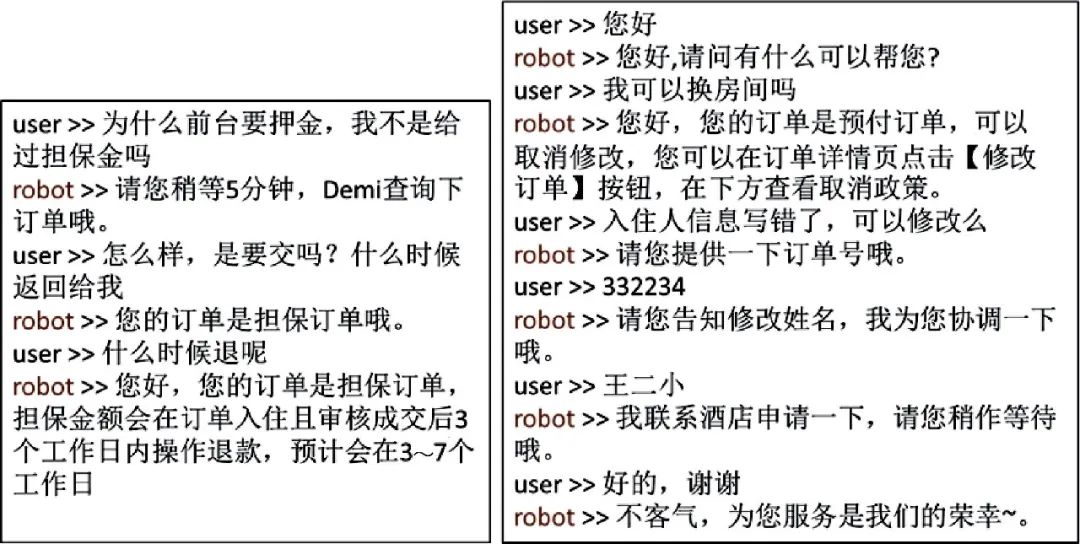 user >> 为什么前台要押金，我不是给
过担保金吗
robot >> 请您稍等5分钟，Demi查询下
订单哦。
user >> 怎么样，是要交吗？什么时候
返回给我
robot >> 您的订单是担保订单哦。
user >> 什么时候退呢
robot >> 您好，您的订单是担保订单，
担保金额会在订单入住且审核成交后3
个工作日内操作退款，预计会在3~7个
工作日
user >> 您好
robot >> 您好,请问有什么可以帮您?
user >> 我可以换房间吗
robot >> 您好，您的订单是预付订单，可以
取消修改，您可以在订单详情页点击【修改
订单】按钮，在下方查看取消政策。
user >> 入住人信息写错了，可以修改么
robot >> 请您提供一下订单号哦。
user >> 332234
robot >> 请您告知修改姓名，我为您协调一下
哦。
user >> 王二小
robot >> 我联系酒店申请一下，请您稍作等待
哦。
user >> 好的，谢谢
robot >> 不客气，为您服务是我们的荣幸~。